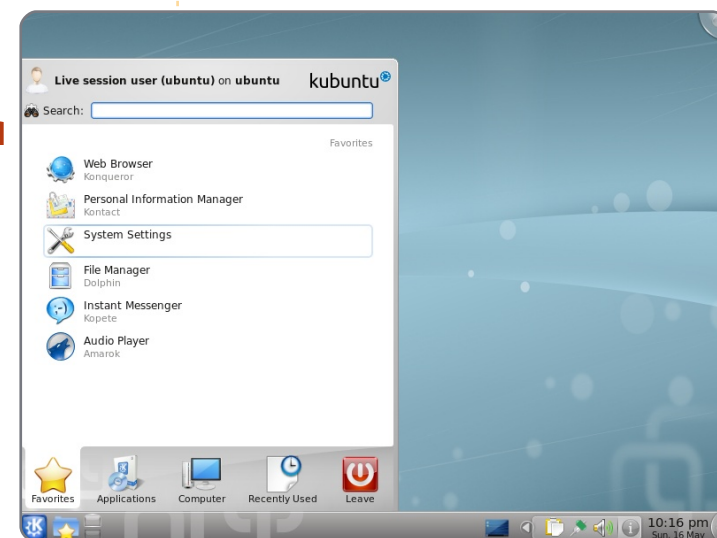 Live session user (ubuntu) on ubuntu
kubuntu
Search:
Favorites
Web Browser
Konqueror
Personal Information Manager
Kontact
System Settings
File Manager
Dolphin
Instant Messenger
Kopete
Audio Player
Amarok
Favorites
Applications
Computer
Recently Used
Leave
10:16 pm
Sun, 16 May